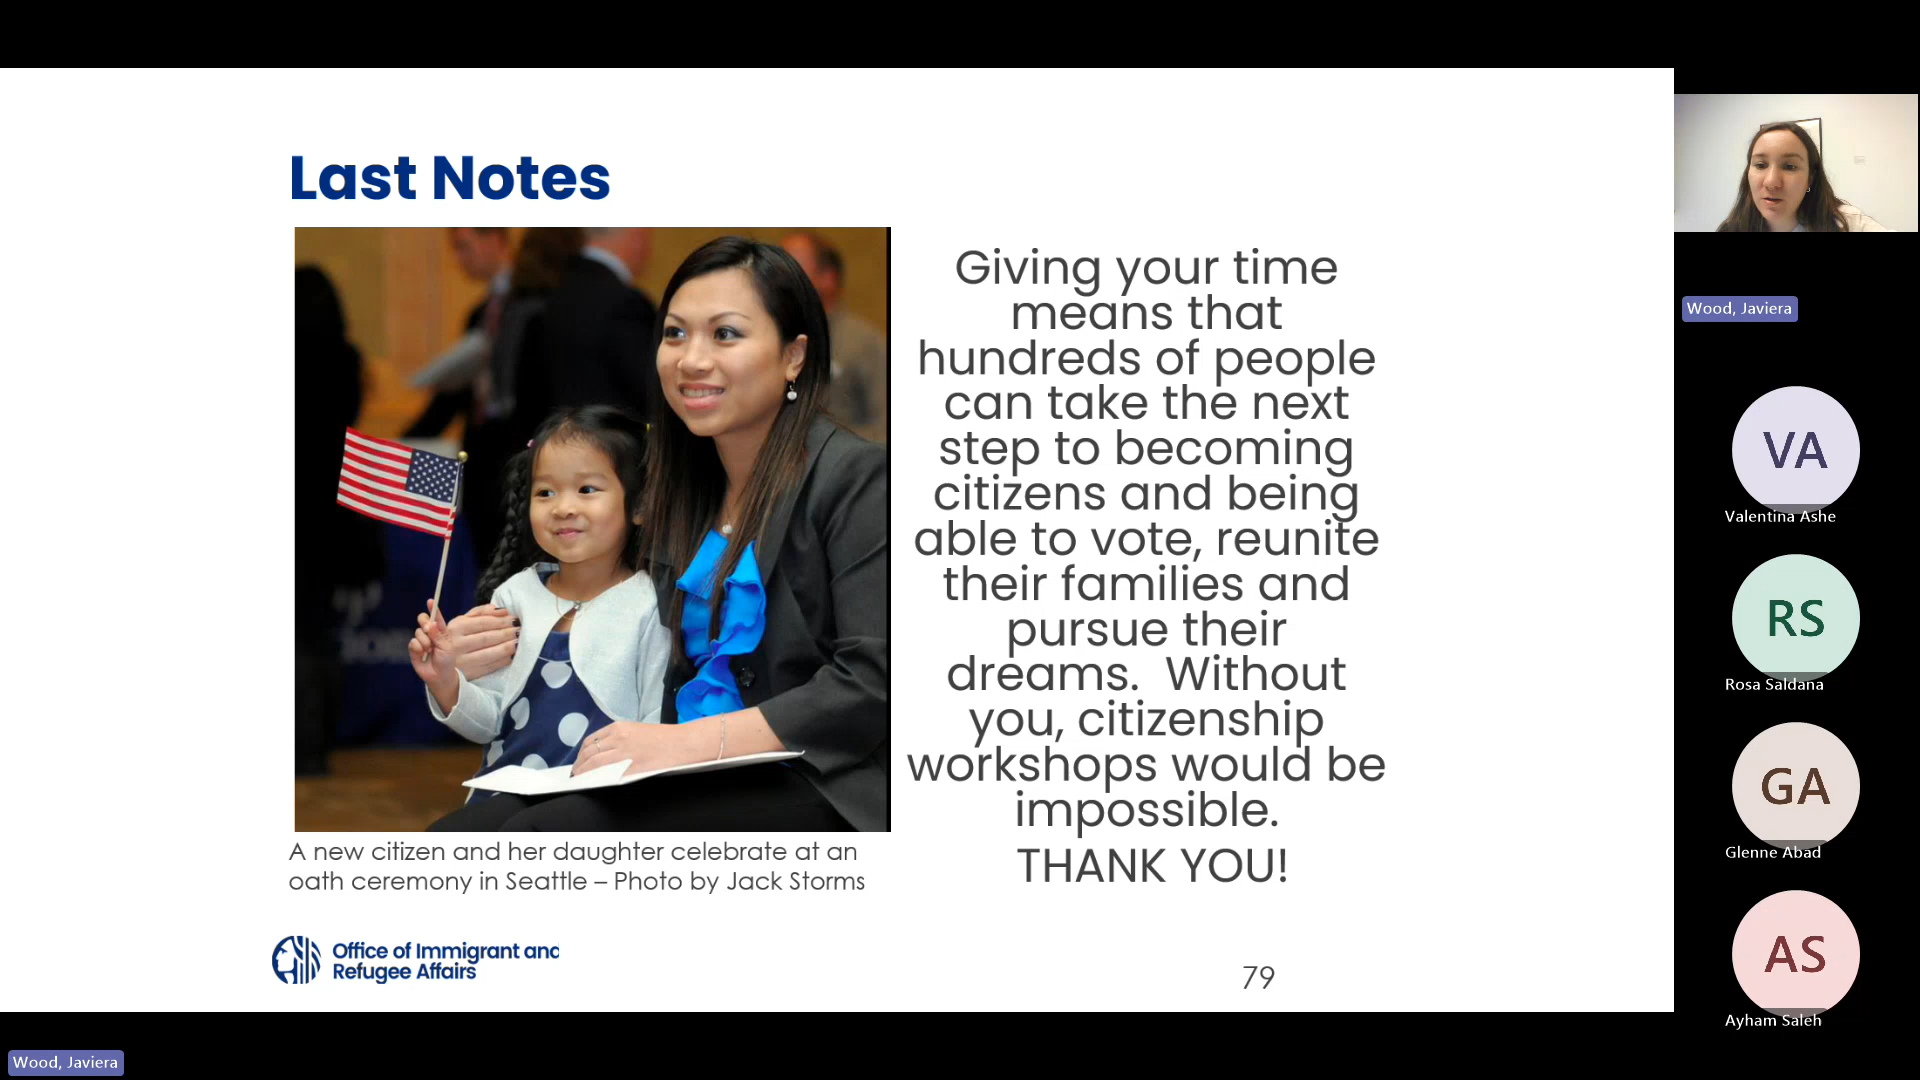 Last Notes
Giving your time
means that
hundreds of people
can take the next
step to becoming
citizens and being
able to vote, reunite
their families and
pursue their
dreams.  Without
you, citizenship
workshops would be
impossible.
THANK YOU!
A new citizen and her daughter celebrate at an
oath ceremony in Seattle – Photo by Jack Storms
Office of Immigrant and
Refugee Affairs
79
Wood, Javiera
VA
Valentina Ashe
RS
Rosa Saldana
GA
Glenne Abad
AS
Ayham Saleh
Wood, Javiera